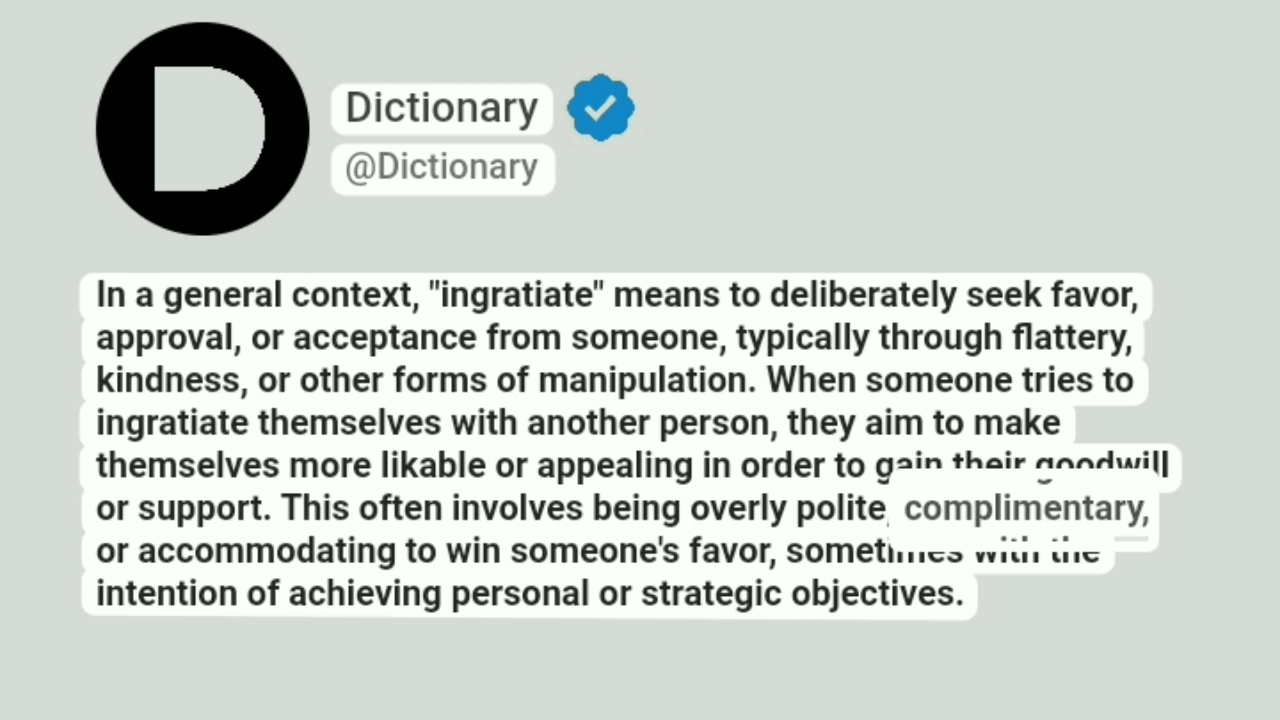 D
Dictionary
@Dictionary
In a general context, "ingratiate" means to deliberately seek favor,
approval, or acceptance from someone, typically through flattery,
kindness, or other forms of manipulation. When someone tries to
ingratiate themselves with another person, they aim to make
themselves more likable or appealing in order to gain their goodwill
or support. This often involves being overly polite, complimentary,
or accommodating to win someone's favor, sometimes with the
intention of achieving personal or strategic objectives.